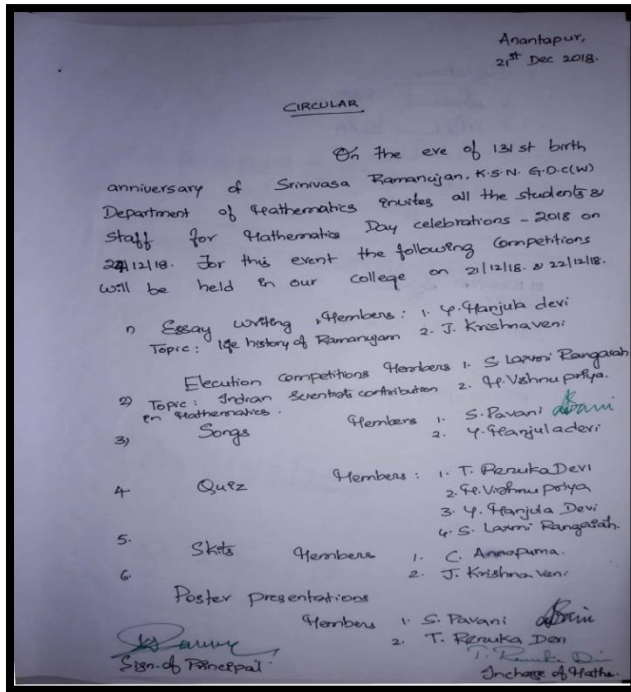 Anantapur,
21st Dec 2018.
CIRCULAR
On the eve of 131st birth
anniversary of Srinivasa Ramanujan. K.S.N. G.D.C(W)
Department of Mathematics invites all the students &
Staff for Mathematics Day celebrations - 2018 on
24/12/18. For this event the following Competitions
will be held in our college on 21/12/18. & 22/12/18.
1) Essay writing, Members: 1. Y. Manjula devi
Topic: life history of Ramanujam 2. J. Krishnaveni
Elecution competitions Members 1. S Laxmi Rangaiah
2) Topic: Indian Scientists contribution 2. M. Vishnu priya.
in Mathematics.
3) Songs Members 1. S. Pavani
2. Y. Manjuladevi
4 Quiz Members: 1. T. Renuka Devi
2. M. Vishnu priya
3. Y. Manjula Devi
4. S. Laxmi Rangaiah.
5. Skits Members 1. C. Annapurna.
2. J. Krishna veni
6. Poster presentations
Members 1. S. Pavani
2. T. Renuka Devi
Sign. of Principal.
Incharge of Maths.